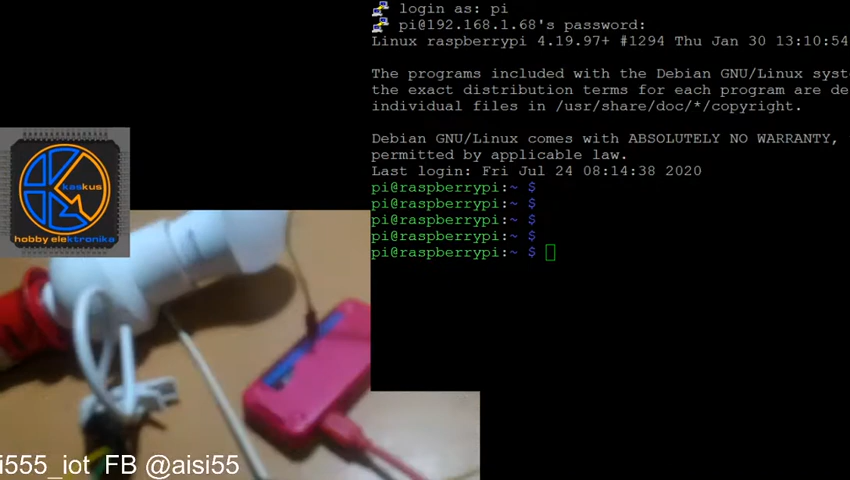 login as: pi
pi@192.168.1.68's password:
Linux raspberrypi 4.19.97+ #1294 Thu Jan 30 13:10:54
The programs included with the Debian GNU/Linux syst
the exact distribution terms for each program are de
individual files in /usr/share/doc/*/copyright.
Debian GNU/Linux comes with ABSOLUTELY NO WARRANTY,
permitted by applicable law.
Last login: Fri Jul 24 08:14:38 2020
pi@raspberrypi:~ $
pi@raspberrypi:~ $
pi@raspberrypi:~ $
pi@raspberrypi:~ $
pi@raspberrypi:~ $
kaskus
hobby elektronika
i555_iot FB @aisi55